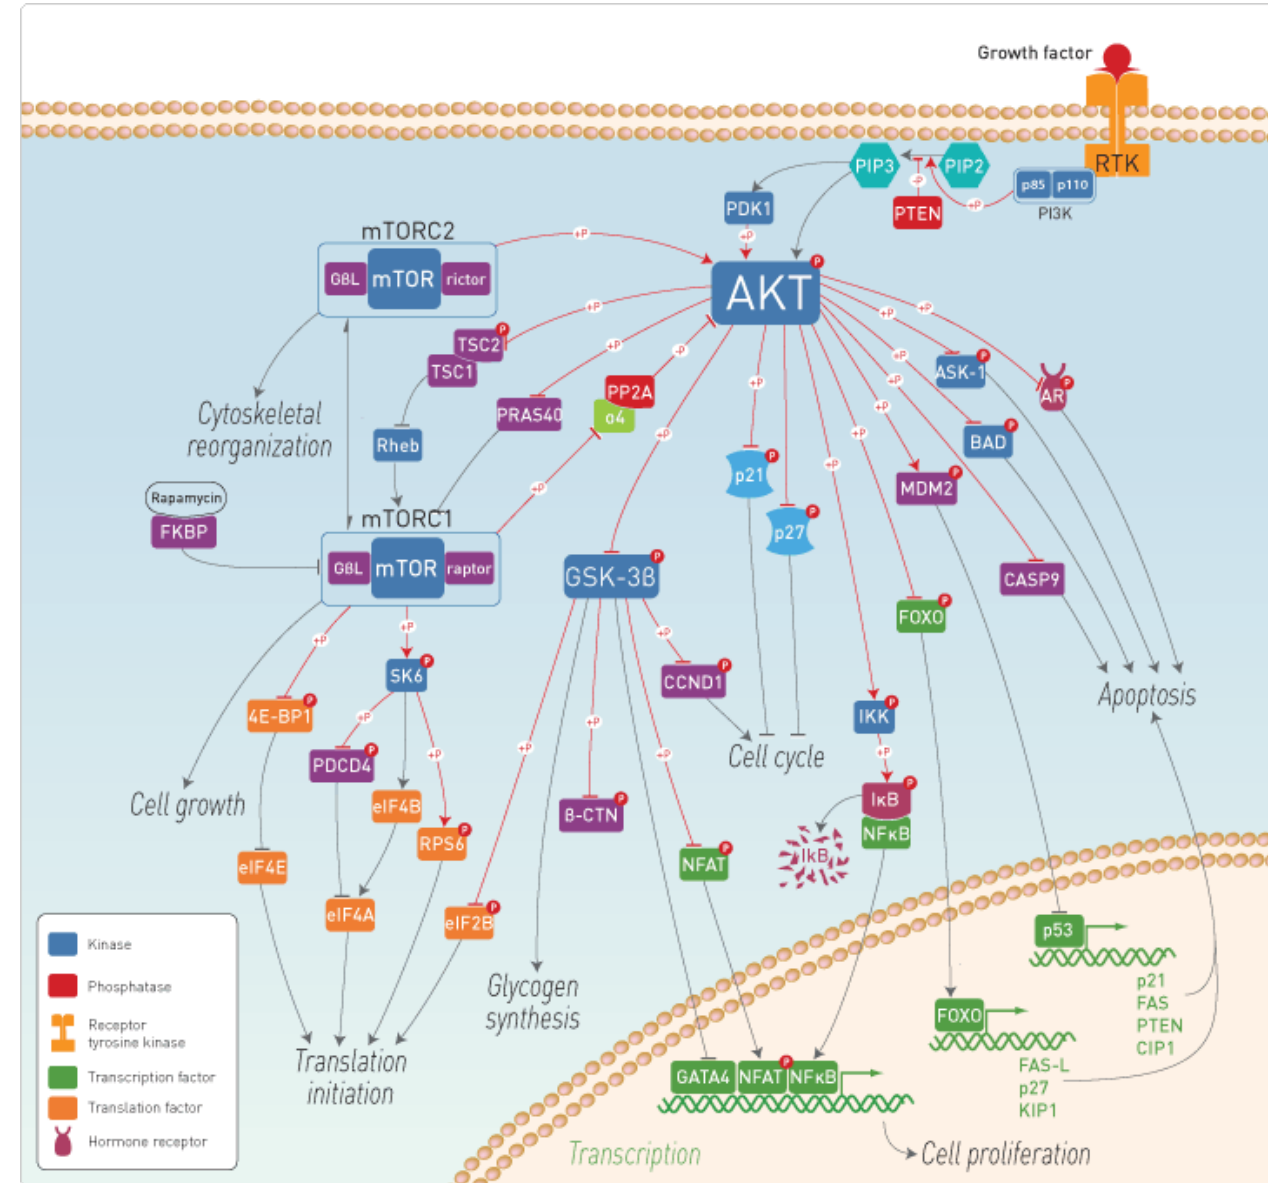 Growth factor
RTK
PIP3
PIP2
-P
PTEN
+P
p85
p110
PI3K
PDK1
+P
mTORC2
GBL
mTOR
rictor
+P
AKT
P
+P
TSC2
P
TSC1
+P
-P
PP2A
α4
PRAS40
Cytoskeletal
reorganization
Rheb
Rapamycin
FKBP
mTORC1
GBL
mTOR
raptor
+P
+P
+P
+P
+P
+P
+P
+P
+P
+P
+P
ASK-1
P
AR
P
BAD
P
MDM2
P
p21
P
p27
P
CASP9
P
GSK-3B
P
FOXO
P
+P
+P
+P
SK6
P
4E-BP1
P
CCND1
P
IKK
P
Apoptosis
+P
+P
PDCD4
P
+P
+P
+P
+P
Cell cycle
Cell growth
eIF4B
RPS6
P
B-CTN
P
IκB
P
NFκB
IkB
eIF4E
NFAT
P
eIF4A
eIF2B
P
p53
Glycogen
synthesis
p21
FAS
PTEN
CIP1
FOXO
FAS-L
p27
KIP1
Translation
initiation
GATA4
NFAT
P
NFκB
Transcription
Cell proliferation
Kinase
Phosphatase
Receptor
tyrosine kinase
Transcription factor
Translation factor
Hormone receptor